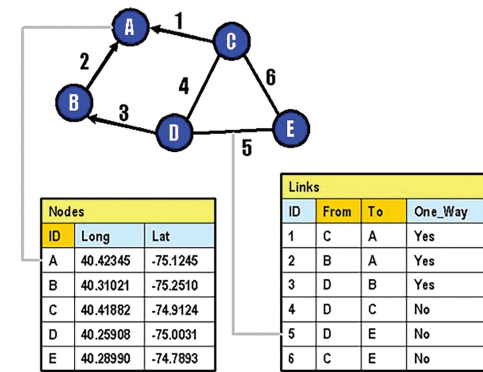 A
1
C
2
4
6
B
3
D
E
5
Nodes
ID Long Lat
A 40.42345 -75.1245
B 40.31021 -75.2510
C 40.41882 -74.9124
D 40.25908 -75.0031
E 40.28990 -74.7893
Links
ID From To One_Way
1 C A Yes
2 B A Yes
3 D B Yes
4 D C No
5 D E No
6 C E No